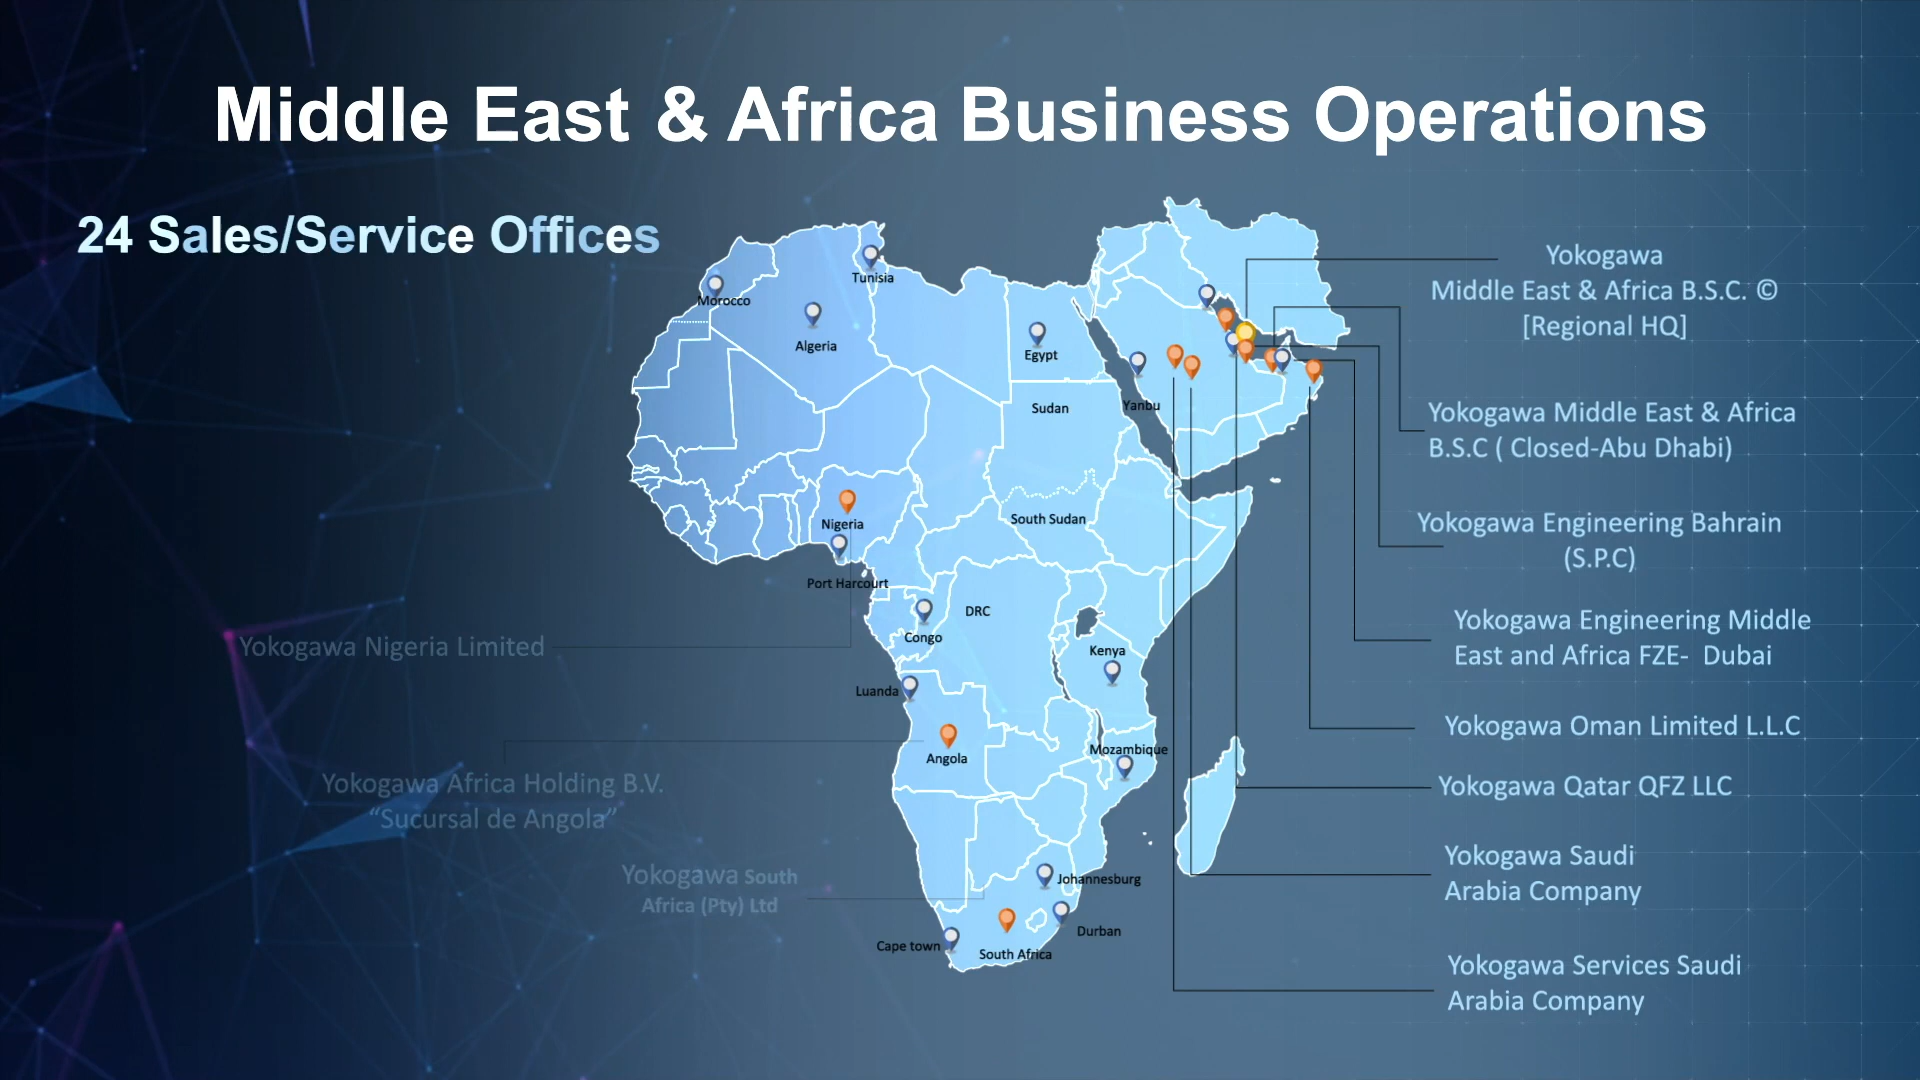 Middle East & Africa Business Operations
24 Sales/Service Offices
Tunisia
Morocco
Algeria
Egypt
Sudan
Yanbu
Nigeria
South Sudan
Port Harcourt
DRC
Congo
Kenya
Luanda
Mozambique
Angola
Johannesburg
Durban
Cape town
South Africa
Yokogawa Nigeria Limited
Yokogawa Africa Holding B.V.
“Sucursal de Angola”
Yokogawa South
Africa (Pty) Ltd
Yokogawa
Middle East & Africa B.S.C. ©
[Regional HQ]
Yokogawa Middle East & Africa
B.S.C ( Closed-Abu Dhabi)
Yokogawa Engineering Bahrain
(S.P.C)
Yokogawa Engineering Middle
East and Africa FZE- Dubai
Yokogawa Oman Limited L.L.C
Yokogawa Qatar QFZ LLC
Yokogawa Saudi
Arabia Company
Yokogawa Services Saudi
Arabia Company